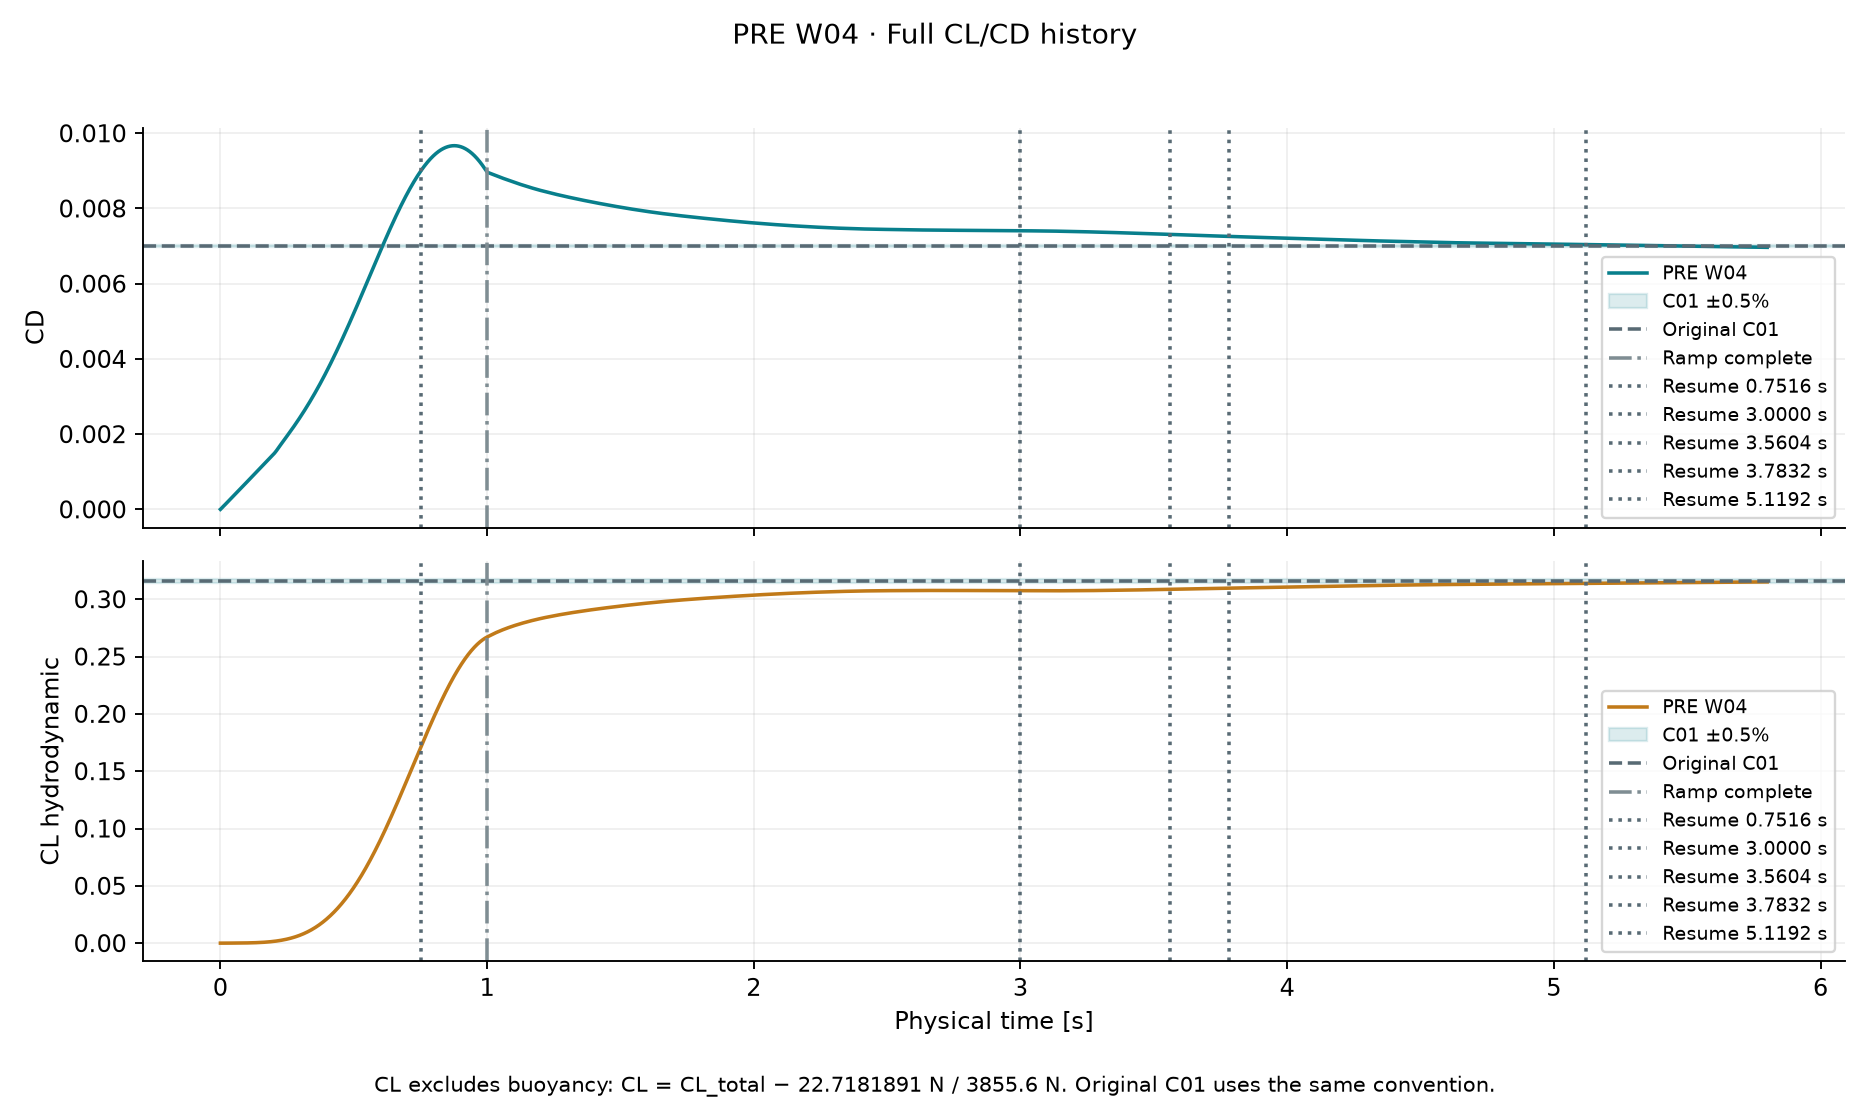 PRE W04 · Full CL/CD history
0.010
0.008
0.006
0.004
0.002
0.000
CD
PRE W04
C01 ±0.5%
Original C01
Ramp complete
Resume 0.7516 s
Resume 3.0000 s
Resume 3.5604 s
Resume 3.7832 s
Resume 5.1192 s
0.30
0.25
0.20
0.15
0.10
0.05
0.00
CL hydrodynamic
PRE W04
C01 ±0.5%
Original C01
Ramp complete
Resume 0.7516 s
Resume 3.0000 s
Resume 3.5604 s
Resume 3.7832 s
Resume 5.1192 s
0 1 2 3 4 5 6
Physical time [s]
CL excludes buoyancy: CL = CL_total − 22.7181891 N / 3855.6 N. Original C01 uses the same convention.